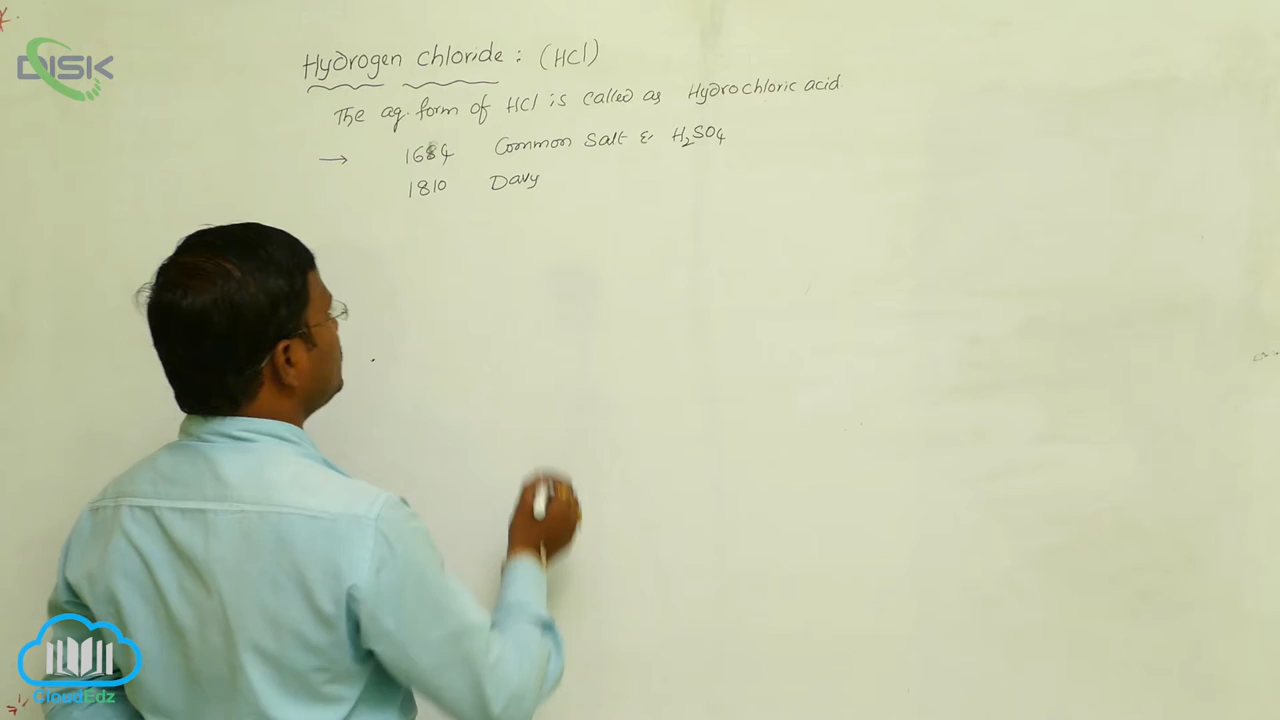 DISK
Hydrogen chloride : (HCl)
The aq. form of HCl is called as Hydrochloric acid.
→ 1684 Common Salt & H₂SO₄
1810 Davy
CloudEdz